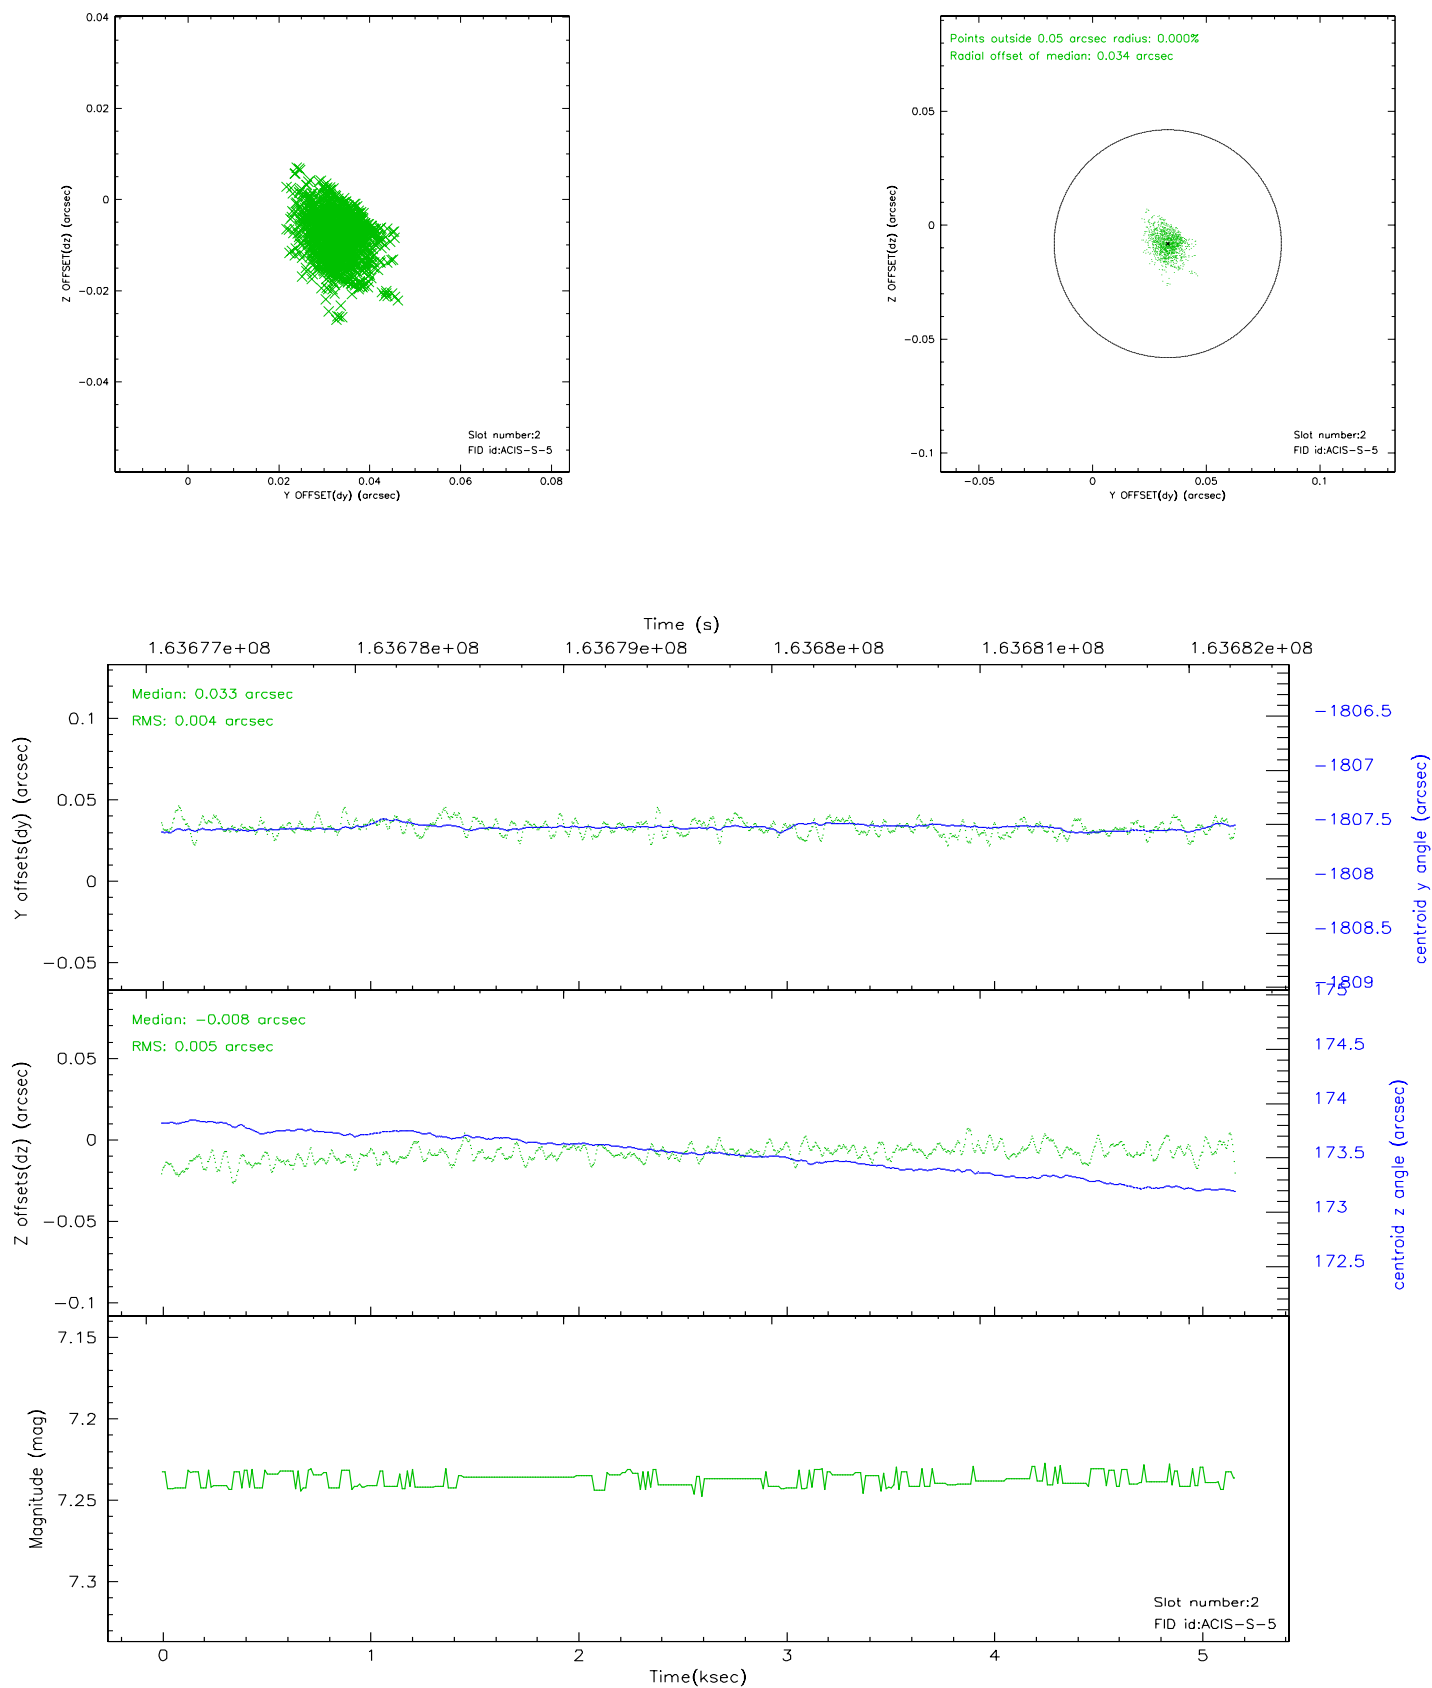 0.04
0.02
0
-0.02
-0.04
Z OFFSET(dz) (arcsec)
Slot number:2
FID id:ACIS-S-5
0 0.02 0.04 0.06 0.08
Y OFFSET(dy) (arcsec)
Points outside 0.05 arcsec radius: 0.000%
Radial offset of median: 0.034 arcsec
0.05
0
-0.05
-0.1
Z OFFSET(dz) (arcsec)
Slot number:2
FID id:ACIS-S-5
-0.05 0 0.05 0.1
Y OFFSET(dy) (arcsec)
Time (s)
1.63677e+08 1.63678e+08 1.63679e+08 1.6368e+08 1.63681e+08 1.63682e+08
Median: 0.033 arcsec
RMS: 0.004 arcsec
0.1
0.05
0
-0.05
Y offsets(dy) (arcsec)
-1806.5
-1807
-1807.5
-1808
-1808.5
-1809
centroid y angle (arcsec)
Median: -0.008 arcsec
RMS: 0.005 arcsec
0.05
0
-0.05
-0.1
Z offsets(dz) (arcsec)
175
174.5
174
173.5
173
172.5
centroid z angle (arcsec)
7.15
7.2
7.25
7.3
Magnitude (mag)
Slot number:2
FID id:ACIS-S-5
0 1 2 3 4 5
Time(ksec)